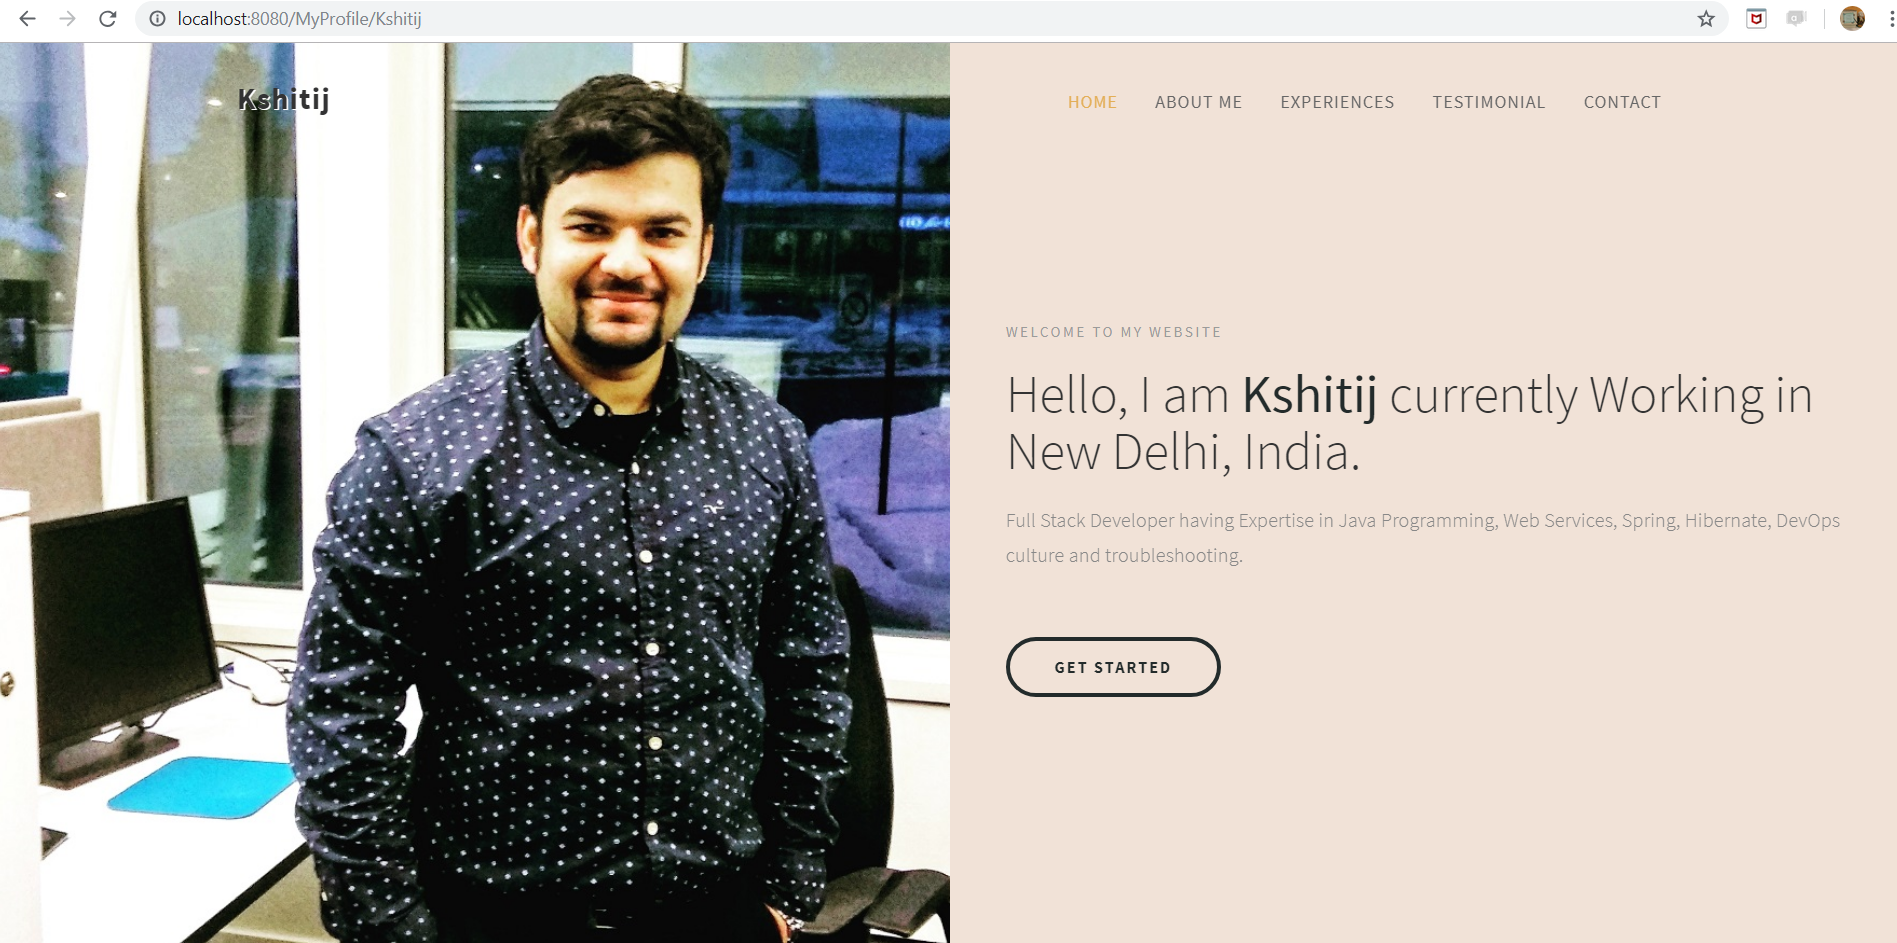 localhost:8080/MyProfile/Kshitij
Kshitij
HOME ABOUT ME EXPERIENCES TESTIMONIAL CONTACT
WELCOME TO MY WEBSITE
Hello, I am Kshitij currently Working in
New Delhi, India.
Full Stack Developer having Expertise in Java Programming, Web Services, Spring, Hibernate, DevOps
culture and troubleshooting.
GET STARTED